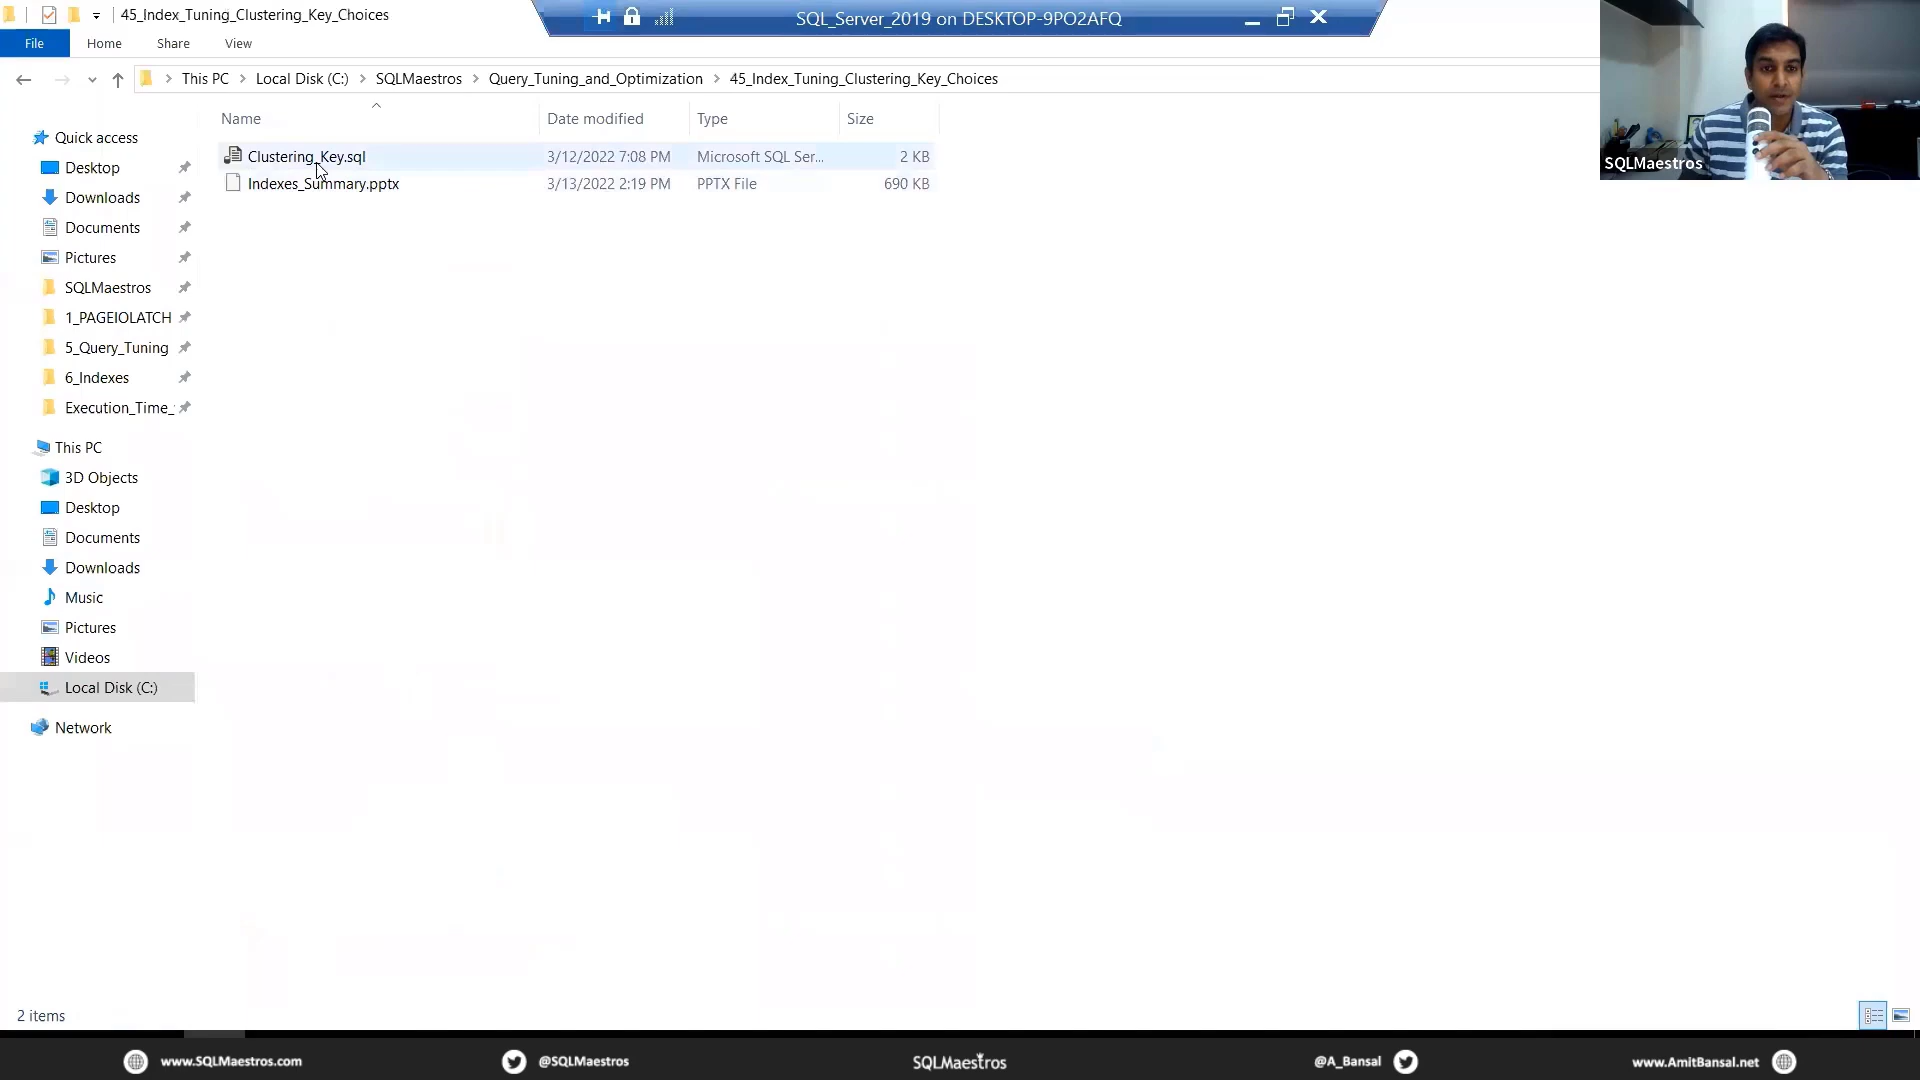 45_Index_Tuning_Clustering_Key_Choices
SQL_Server_2019 on DESKTOP-9PO2AFQ
File Home Share View
This PC Local Disk (C:) SQLMaestros Query_Tuning_and_Optimization 45_Index_Tuning_Clustering_Key_Choices
Name Date modified Type Size
Clustering_Key.sql 3/12/2022 7:08 PM Microsoft SQL Ser... 2 KB
Indexes_Summary.pptx 3/13/2022 2:19 PM PPTX File 690 KB
Quick access
Desktop
Downloads
Documents
Pictures
SQLMaestros
1_PAGEIOLATCH
5_Query_Tuning
6_Indexes
Execution_Time_
This PC
3D Objects
Desktop
Documents
Downloads
Music
Pictures
Videos
Local Disk (C:)
Network
SQLMaestros
2 items
www.SQLMaestros.com @SQLMaestros SQLMaestros @A_Bansal www.AmitBansal.net